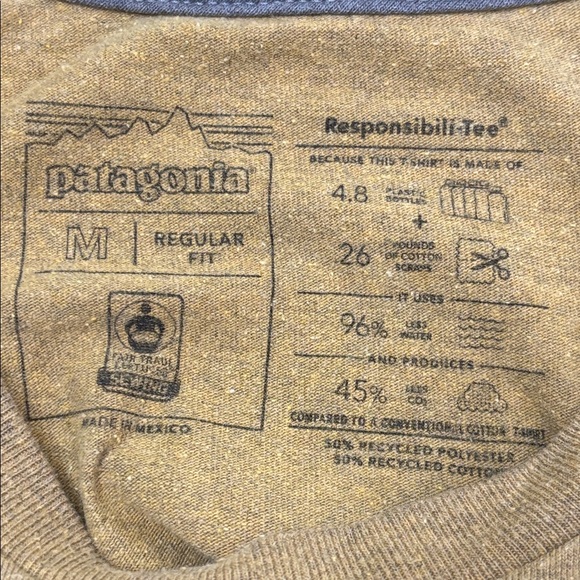 patagonia
M
REGULAR
FIT
FAIR TRADE
CERTIFIED
SEWING
MADE IN MEXICO
Responsibili-Tee®
BECAUSE THIS T-SHIRT IS MADE OF
4.8 PLASTIC
BOTTLES
+
26 POUNDS
OF COTTON
SCRAPS
IT USES
96% LESS
WATER
AND PRODUCES
45% LESS
CO2
COMPARED TO A CONVENTIONAL COTTON T-SHIRT
50% RECYCLED POLYESTER
50% RECYCLED COTTON